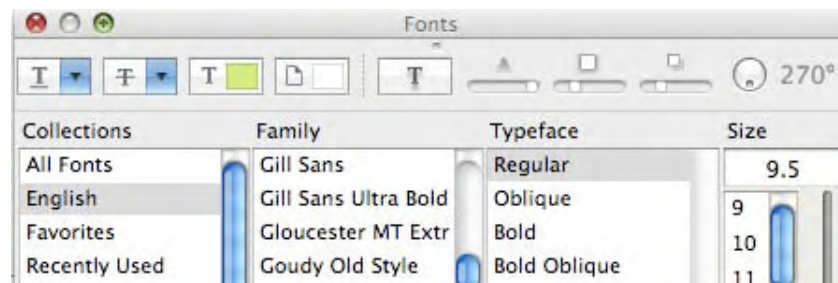 Fonts
T T T T 270°
Collections Family Typeface Size
All Fonts Gill Sans Regular 9.5
English Gill Sans Ultra Bold Oblique 9
Favorites Gloucester MT Extr Bold 10
Recently Used Goudy Old Style Bold Oblique 11